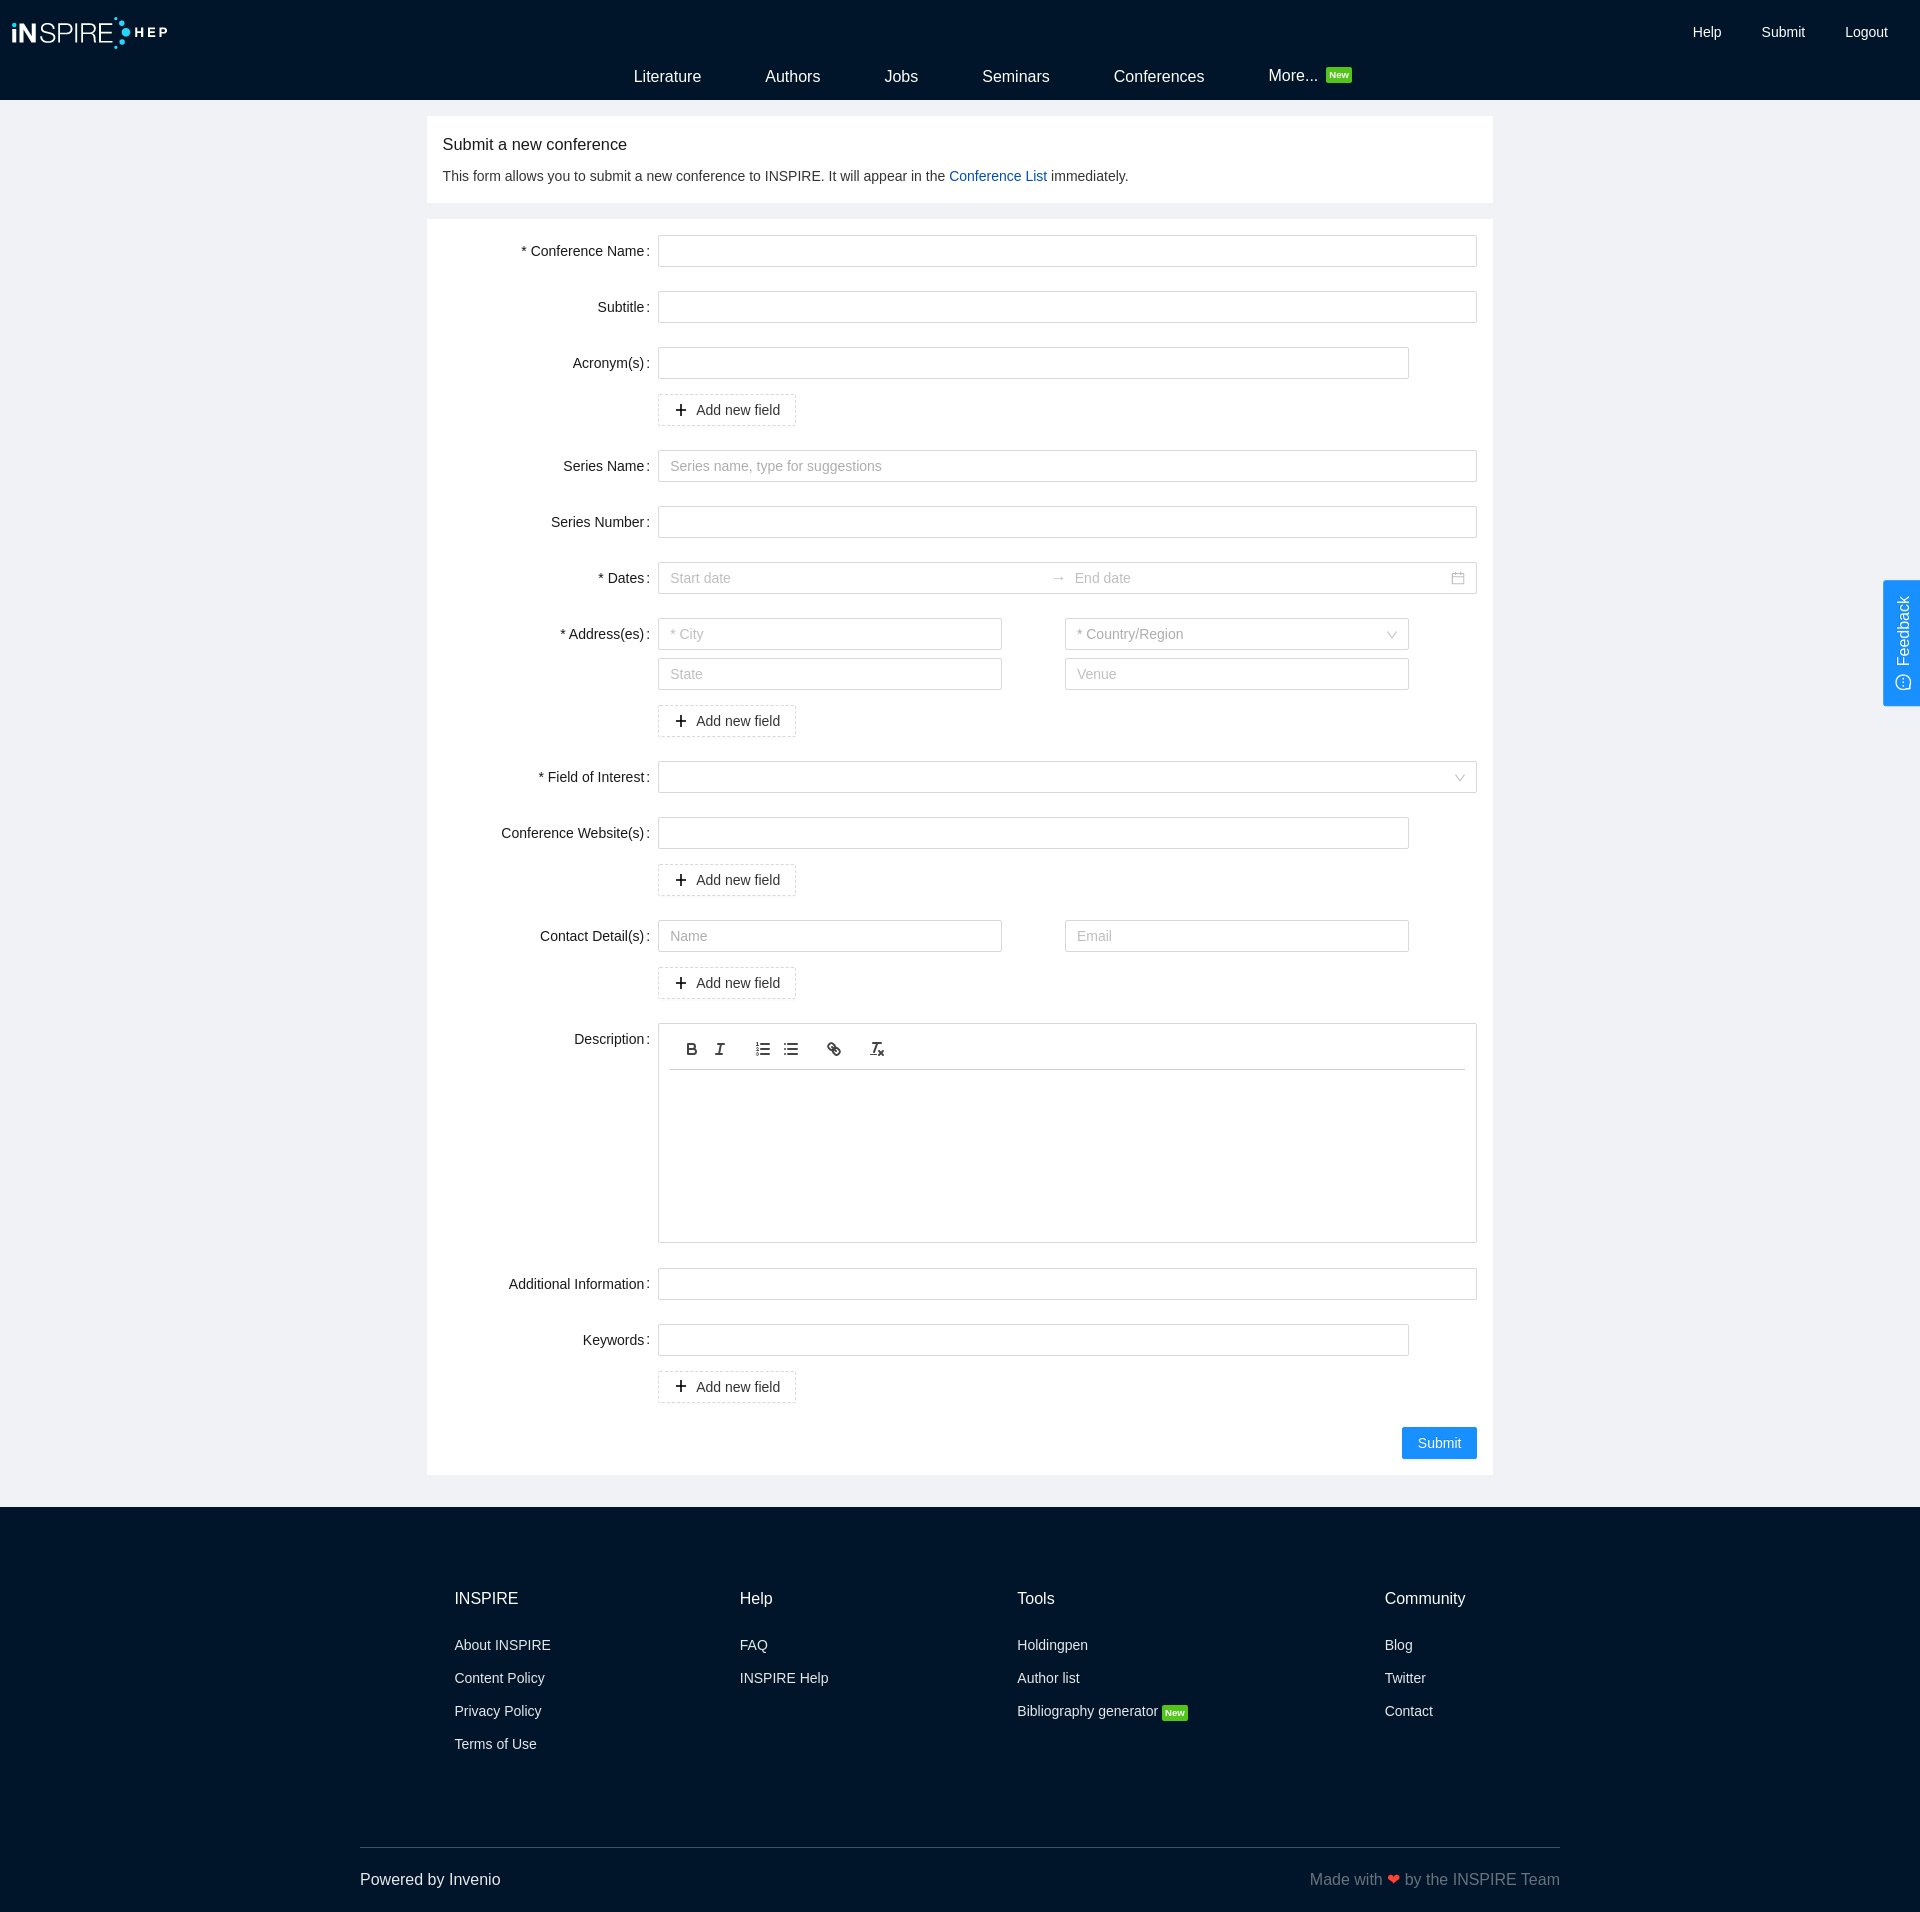 iNSPIRE HEP
Help Submit Logout
Literature Authors Jobs Seminars Conferences More... New
Submit a new conference
This form allows you to submit a new conference to INSPIRE. It will appear in the Conference List immediately.
* Conference Name :
Subtitle :
Acronym(s) :
Add new field
Series Name : Series name, type for suggestions
Series Number :
* Dates : Start date → End date
* Address(es) : * City * Country/Region
State Venue
Add new field
* Field of Interest :
Conference Website(s) :
Add new field
Contact Detail(s) : Name Email
Add new field
Description :
Additional Information :
Keywords :
Add new field
Submit
Feedback
INSPIRE Help Tools Community
About INSPIRE FAQ Holdingpen Blog
Content Policy INSPIRE Help Author list Twitter
Privacy Policy Bibliography generator New Contact
Terms of Use
Powered by Invenio Made with ❤ by the INSPIRE Team